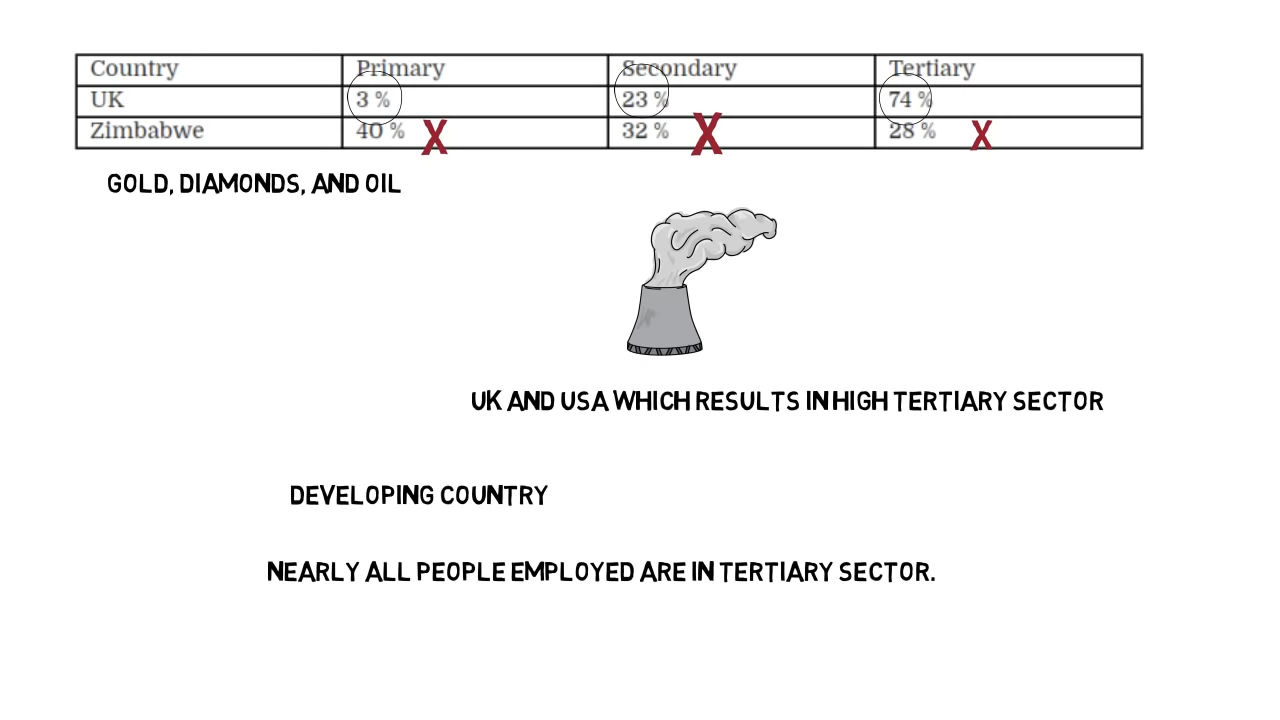 Country Primary Secondary Tertiary
UK 3 % 23 % 74 %
Zimbabwe 40 % 32 % 28 %
X X X
GOLD, DIAMONDS, AND OIL
UK AND USA WHICH RESULTS IN HIGH TERTIARY SECTOR
DEVELOPING COUNTRY
NEARLY ALL PEOPLE EMPLOYED ARE IN TERTIARY SECTOR.